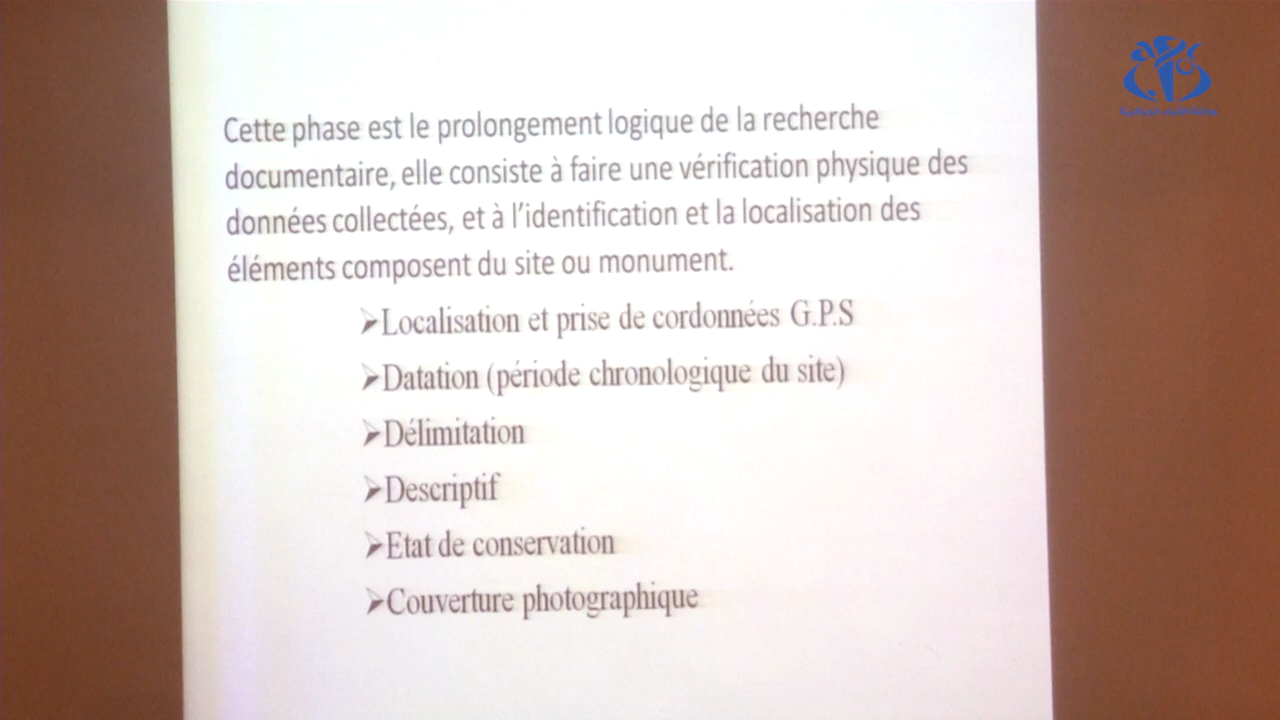 Cette phase est le prolongement logique de la recherche
documentaire, elle consiste à faire une vérification physique des
données collectées, et à l'identification et la localisation des
éléments composent du site ou monument.
➢Localisation et prise de cordonnées G.P.S
➢Datation (période chronologique du site)
➢Délimitation
➢Descriptif
➢Etat de conservation
➢Couverture photographique